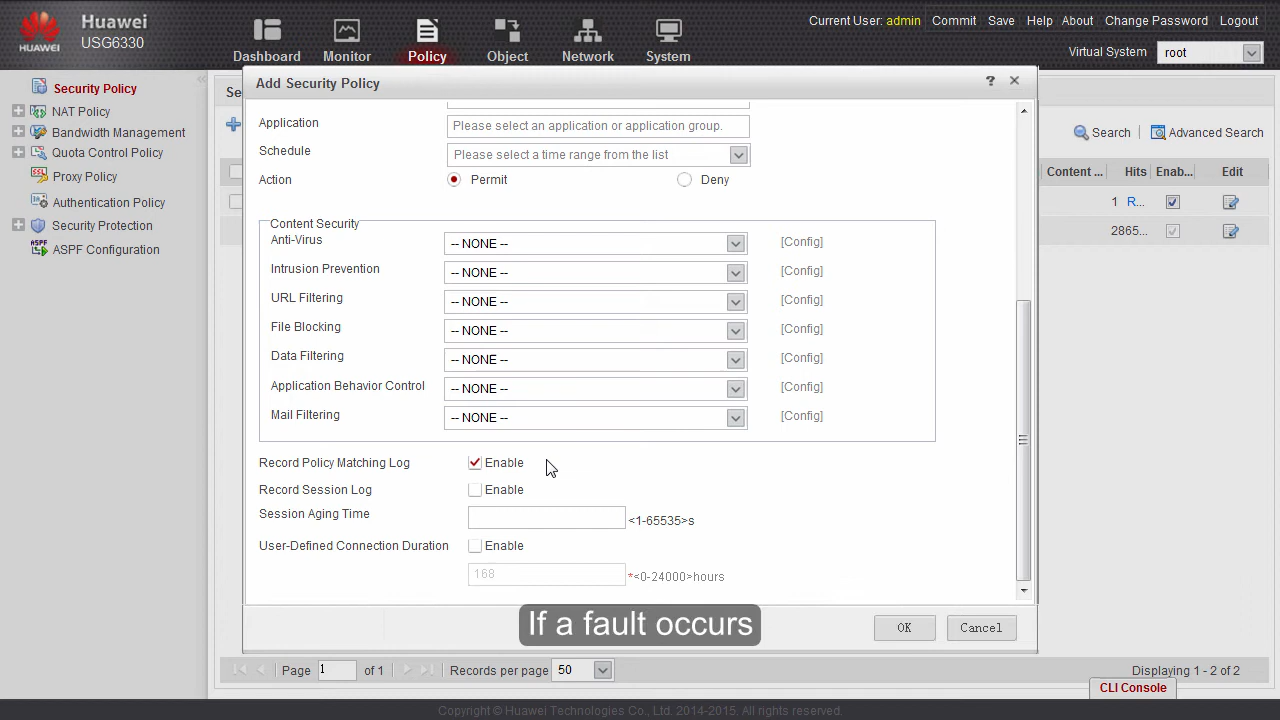 Huawei
USG6330
HUAWEI
Dashboard
Monitor
Policy
Object
Network
System
Current User: admin
Commit
Save
Help
About
Change Password
Logout
Virtual System
root
Security Policy
NAT Policy
Bandwidth Management
Quota Control Policy
Proxy Policy
Authentication Policy
Security Protection
ASPF Configuration
Se
Add Security Policy
Search
Advanced Search
Content ...
Hits
Enab...
Edit
1 R...
2865...
Application
Please select an application or application group.
Schedule
Please select a time range from the list
Action
Permit
Deny
Content Security
Anti-Virus
-- NONE --
[Config]
Intrusion Prevention
-- NONE --
[Config]
URL Filtering
-- NONE --
[Config]
File Blocking
-- NONE --
[Config]
Data Filtering
-- NONE --
[Config]
Application Behavior Control
-- NONE --
[Config]
Mail Filtering
-- NONE --
[Config]
Record Policy Matching Log
Enable
Record Session Log
Enable
Session Aging Time
<1-65535>s
User-Defined Connection Duration
Enable
168
*<0-24000>hours
If a fault occurs
OK
Cancel
Page 1 of 1
Records per page 50
Displaying 1 - 2 of 2
CLI Console
Copyright © Huawei Technologies Co., Ltd. 2014-2015. All rights reserved.